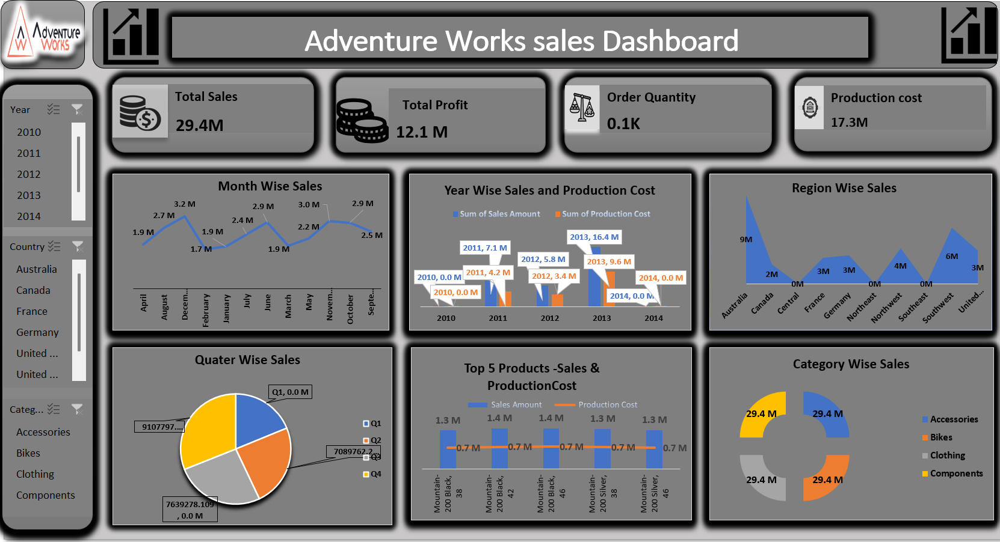 Adventure
Works
Adventure Works sales Dashboard
Total Sales
29.4M
Total Profit
12.1 M
Order Quantity
0.1K
Production cost
17.3M
Year
2010
2011
2012
2013
2014
Country
Australia
Canada
France
Germany
United ...
United ...
Categ...
Accessories
Bikes
Clothing
Components
Month Wise Sales
1.9 M
2.7 M
3.2 M
1.7 M
1.9 M
2.4 M
2.9 M
1.9 M
2.2 M
3.0 M
2.9 M
2.5 M
April
August
Decem...
February
January
July
June
March
May
Novem...
October
Septe...
Year Wise Sales and Production Cost
Sum of Sales Amount
Sum of Production Cost
2010, 0.0 M
2010, 0.0 M
2011, 7.1 M
2011, 4.2 M
2012, 5.8 M
2012, 3.4 M
2013, 16.4 M
2013, 9.6 M
2014, 0.0 M
2014, 0.0 M
2010
2011
2012
2013
2014
Region Wise Sales
9M
2M
0M
3M
3M
0M
4M
0M
6M
3M
Australia
Canada
Central
France
Germany
Northeast
Northwest
Southeast
Southwest
United...
Quater Wise Sales
Q1, 0.0 M
9107797....
7089762.2...
7639278.109
, 0.0 M
Q1
Q2
Q3
Q4
Top 5 Products -Sales &
ProductionCost
Sales Amount
Production Cost
1.3 M
1.4 M
1.4 M
1.3 M
1.3 M
0.7 M
0.7 M
0.7 M
0.7 M
0.7 M
Mountain-
200 Black,
38
Mountain-
200 Black,
42
Mountain-
200 Black,
46
Mountain-
200 Silver,
38
Mountain-
200 Silver,
46
Category Wise Sales
29.4 M
29.4 M
29.4 M
29.4 M
Accessories
Bikes
Clothing
Components